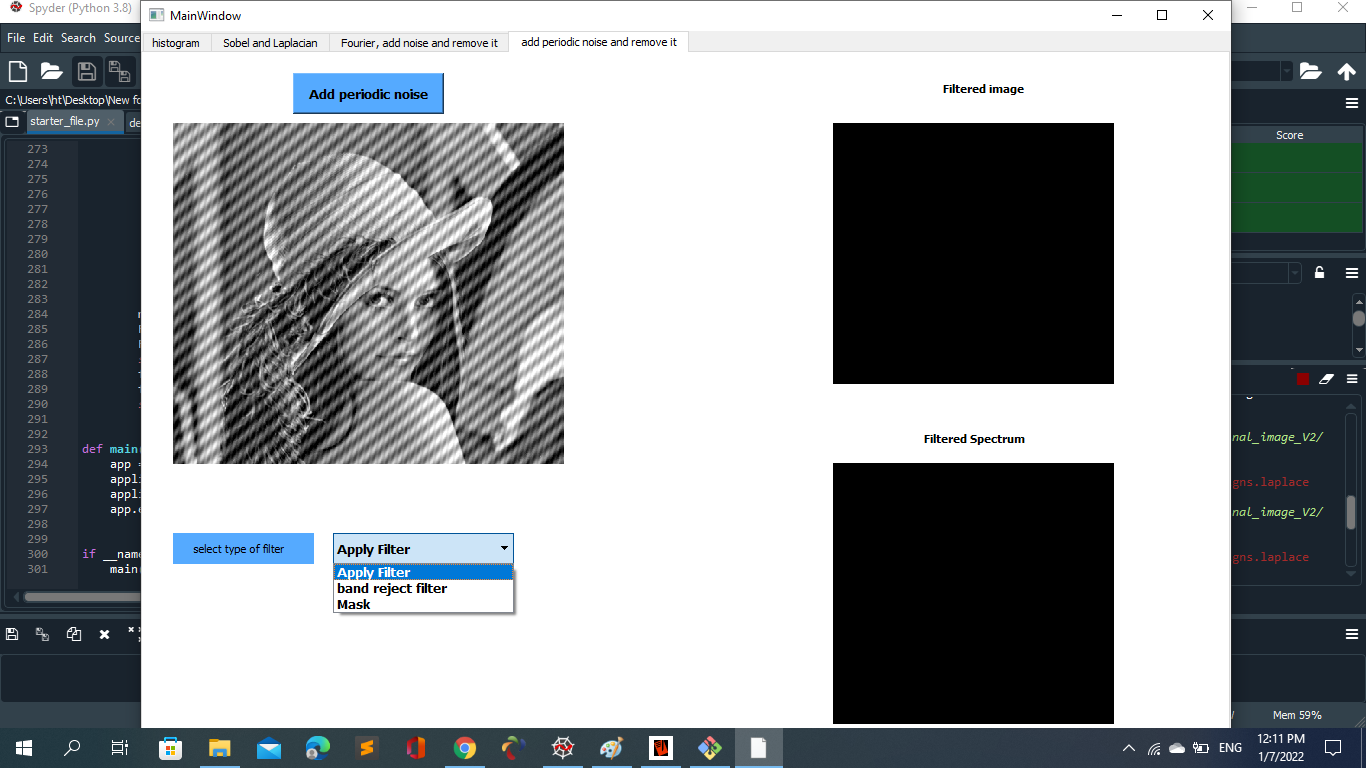 Spyder (Python 3.8)
MainWindow
File Edit Search Source
histogram
Sobel and Laplacian
Fourier, add noise and remove it
add periodic noise and remove it
C:\Users\ht\Desktop\New fo
starter_file.py
de
Add periodic noise
Filtered image
Score
273
274
275
276
277
278
279
280
281
282
283
284
285
286
287
288
289
290
291
292
293 def main
294 app =
295 appli
296 appli
297 app.e
298
299
300 if __name
301 main
Filtered Spectrum
nal_image_V2/
gns.laplace
nal_image_V2/
gns.laplace
select type of filter
Apply Filter
Apply Filter
band reject filter
Mask
Mem 59%
ENG
12:11 PM
1/7/2022